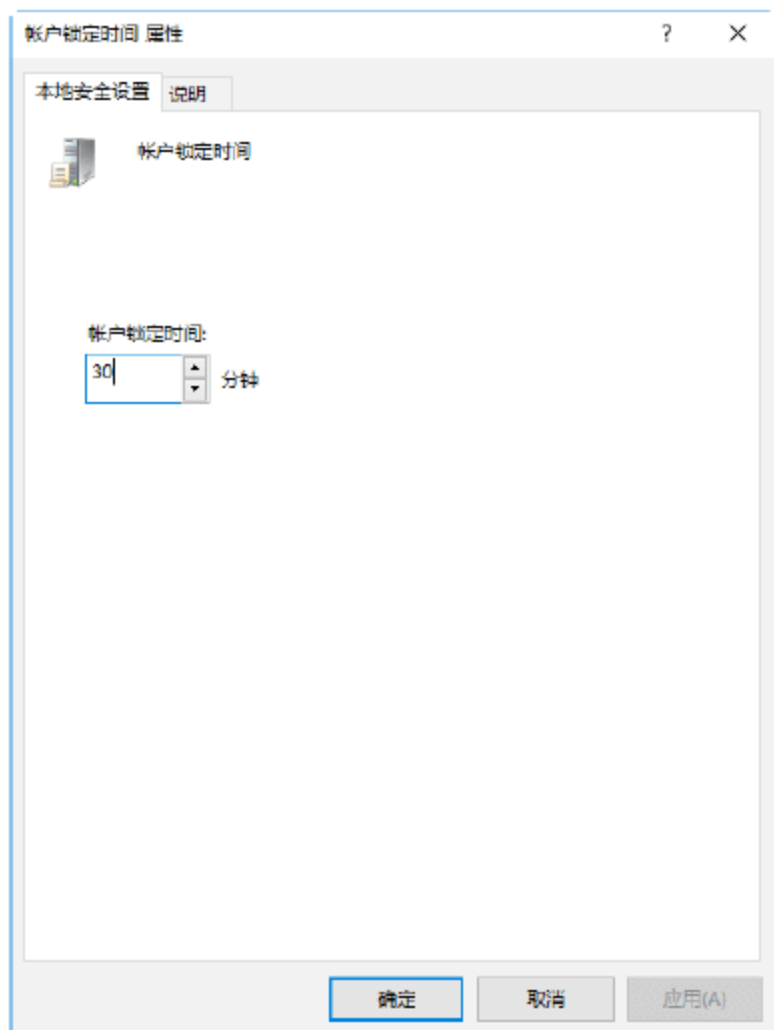 帐户锁定时间 属性
? ×
本地安全设置 说明
帐户锁定时间
帐户锁定时间:
30 分钟
确定 取消 应用(A)